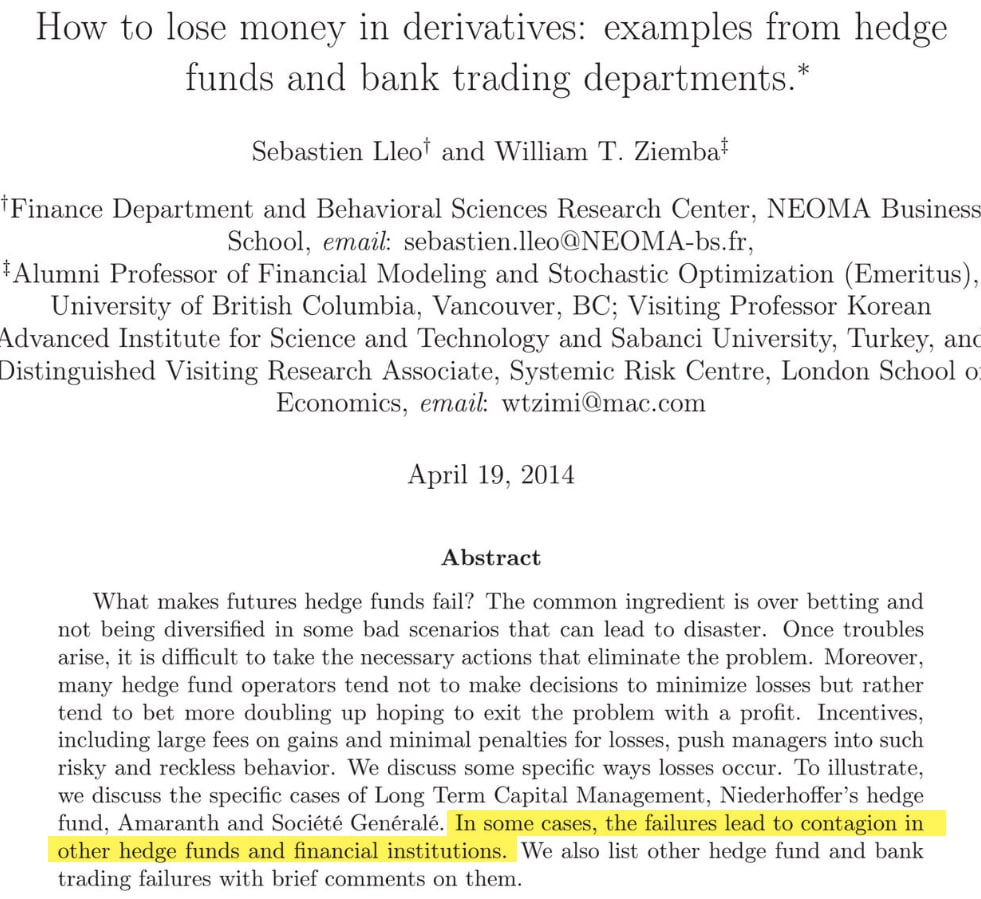 How to lose money in derivatives: examples from hedge
funds and bank trading departments.*
Sebastien Lleo† and William T. Ziemba‡
†Finance Department and Behavioral Sciences Research Center, NEOMA Business
School, email: sebastien.lleo@NEOMA-bs.fr,
‡Alumni Professor of Financial Modeling and Stochastic Optimization (Emeritus),
University of British Columbia, Vancouver, BC; Visiting Professor Korean
Advanced Institute for Science and Technology and Sabanci University, Turkey, and
Distinguished Visiting Research Associate, Systemic Risk Centre, London School of
Economics, email: wtzimi@mac.com
April 19, 2014
Abstract
What makes futures hedge funds fail? The common ingredient is over betting and
not being diversified in some bad scenarios that can lead to disaster. Once troubles
arise, it is difficult to take the necessary actions that eliminate the problem. Moreover,
many hedge fund operators tend not to make decisions to minimize losses but rather
tend to bet more doubling up hoping to exit the problem with a profit. Incentives,
including large fees on gains and minimal penalties for losses, push managers into such
risky and reckless behavior. We discuss some specific ways losses occur. To illustrate,
we discuss the specific cases of Long Term Capital Management, Niederhoffer's hedge
fund, Amaranth and Société Genéralé. In some cases, the failures lead to contagion in
other hedge funds and financial institutions. We also list other hedge fund and bank
trading failures with brief comments on them.